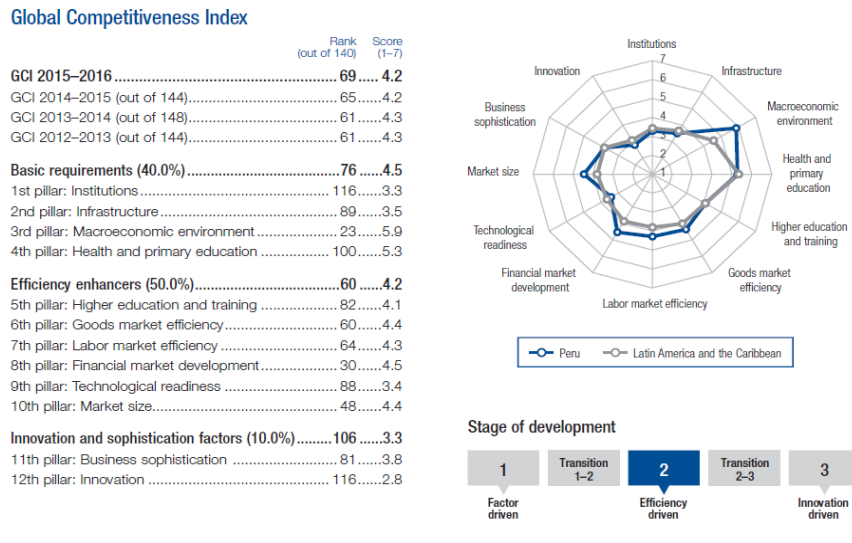 Global Competitiveness Index
Rank Score
(out of 140) (1–7)
GCI 2015–2016 ..... 69 ..... 4.2
GCI 2014–2015 (out of 144) ..... 65 ..... 4.2
GCI 2013–2014 (out of 148) ..... 61 ..... 4.3
GCI 2012–2013 (out of 144) ..... 61 ..... 4.3
Basic requirements (40.0%) ..... 76 ..... 4.5
1st pillar: Institutions ..... 116 ..... 3.3
2nd pillar: Infrastructure ..... 89 ..... 3.5
3rd pillar: Macroeconomic environment ..... 23 ..... 5.9
4th pillar: Health and primary education ..... 100 ..... 5.3
Efficiency enhancers (50.0%) ..... 60 ..... 4.2
5th pillar: Higher education and training ..... 82 ..... 4.1
6th pillar: Goods market efficiency ..... 60 ..... 4.4
7th pillar: Labor market efficiency ..... 64 ..... 4.3
8th pillar: Financial market development ..... 30 ..... 4.5
9th pillar: Technological readiness ..... 88 ..... 3.4
10th pillar: Market size ..... 48 ..... 4.4
Innovation and sophistication factors (10.0%) ..... 106 ..... 3.3
11th pillar: Business sophistication ..... 81 ..... 3.8
12th pillar: Innovation ..... 116 ..... 2.8
Institutions
Infrastructure
Macroeconomic
environment
Health and
primary
education
Higher education
and training
Goods market
efficiency
Labor market efficiency
Financial market
development
Technological
readiness
Market size
Business
sophistication
Innovation
7
6
5
4
3
2
1
Peru
Latin America and the Caribbean
Stage of development
1
Transition
1–2
2
Transition
2–3
3
Factor
driven
Efficiency
driven
Innovation
driven